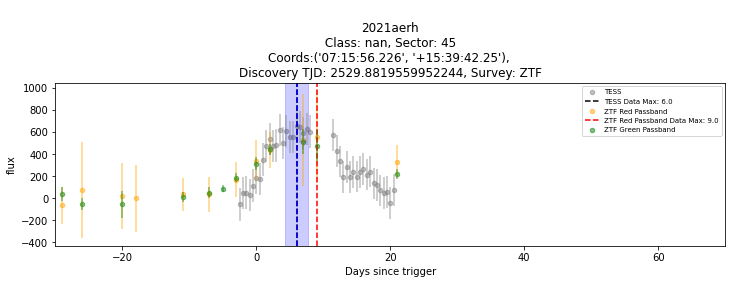 2021aerh
Class: nan, Sector: 45
Coords:('07:15:56.226', '+15:39:42.25'),
Discovery TJD: 2529.8819559952244, Survey: ZTF
1000
800
600
400
200
0
−200
−400
flux
−20
0
20
40
60
Days since trigger
TESS
TESS Data Max: 6.0
ZTF Red Passband
ZTF Red Passband Data Max: 9.0
ZTF Green Passband